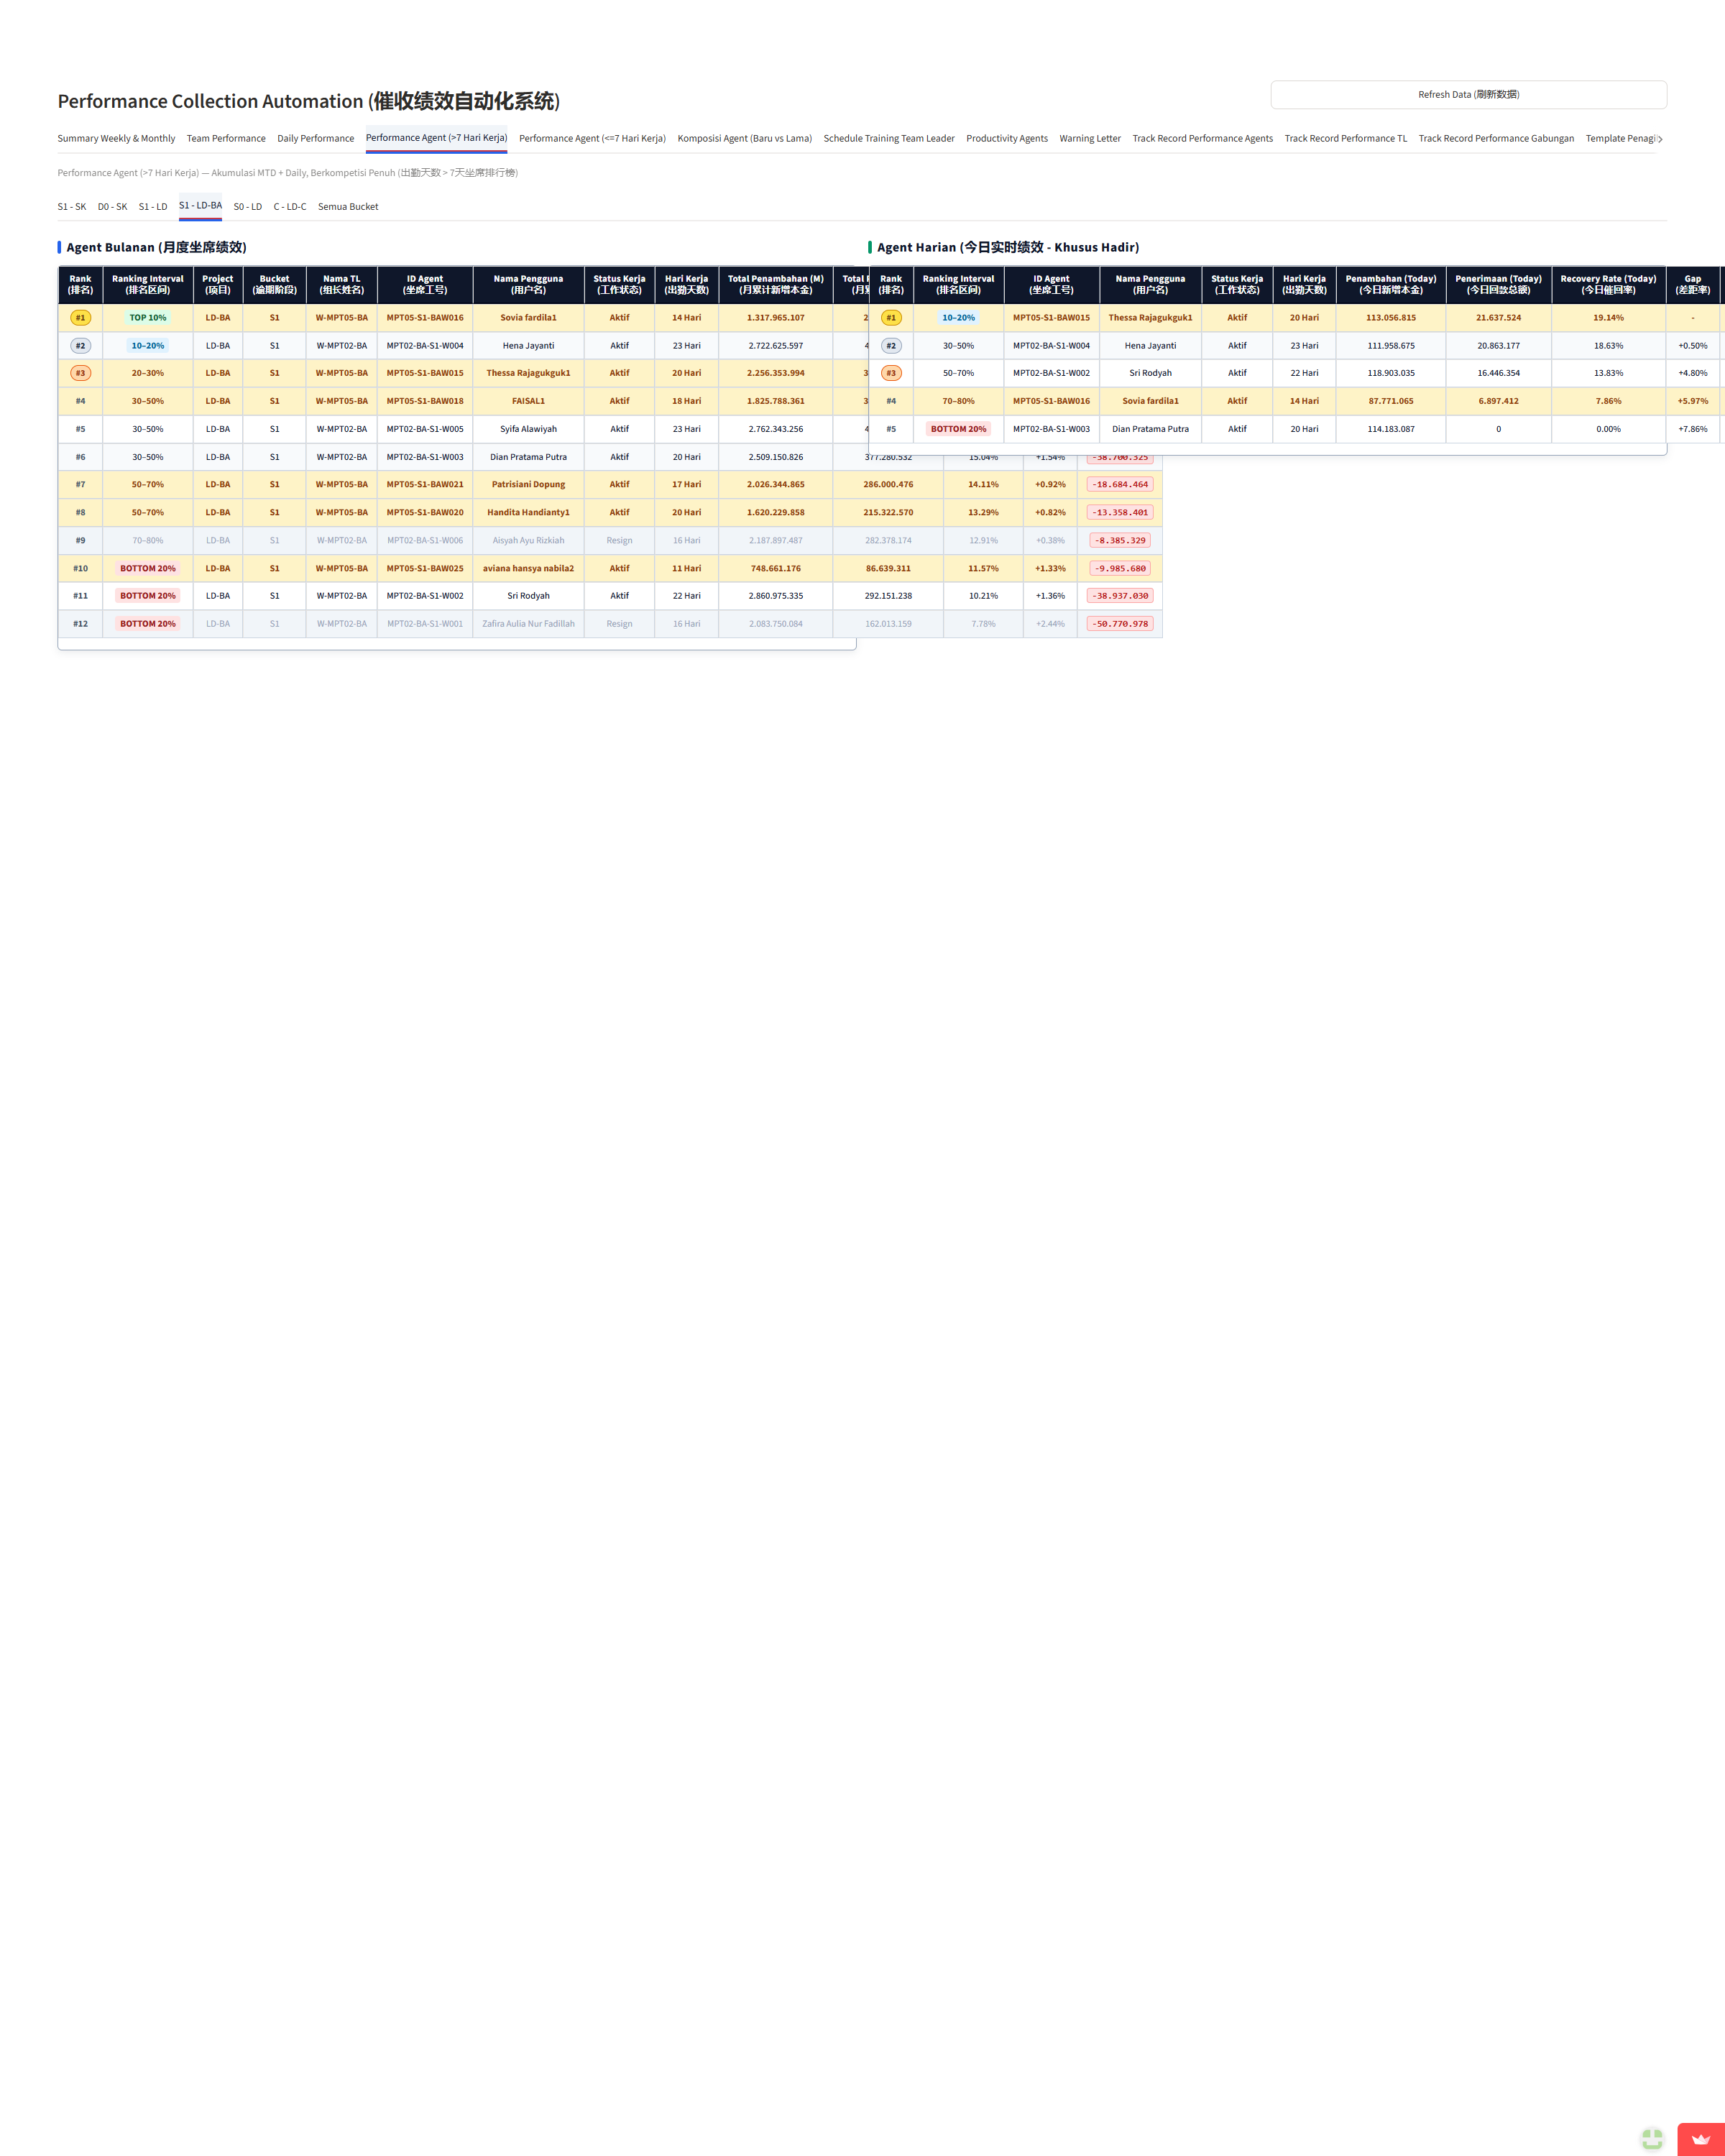 Performance Collection Automation (催收绩效自动化系统)
Refresh Data (刷新数据)
Summary Weekly & Monthly Team Performance Daily Performance Performance Agent (>7 Hari Kerja) Performance Agent (<=7 Hari Kerja) Komposisi Agent (Baru vs Lama) Schedule Training Team Leader Productivity Agents Warning Letter Track Record Performance Agents Track Record Performance TL Track Record Performance Gabungan Template
Performance Agent (>7 Hari Kerja) — Akumulasi MTD + Daily, Berkompetisi Penuh (出勤天数 > 7天坐席排行榜)
S1 - SK D0 - SK S1 - LD S1 - LD-BA S0 - LD C - LD-C Semua Bucket
Agent Bulanan (月度坐席绩效)
Rank Ranking Interval Project Bucket Nama TL ID Agent Nama Pengguna Status Kerja Hari Kerja Total Penambahan (M) Total
(排名) (排名区间) (项目) (逾期阶段) (组长姓名) (坐席工号) (用户名) (工作状态) (出勤天数) (月累计新增本金)
#1 TOP 10% LD-BA S1 W-MPT05-BA MPT05-S1-BAW016 Sovia fardila1 Aktif 14 Hari 1.317.965.107
#2 10–20% LD-BA S1 W-MPT02-BA MPT02-BA-S1-W004 Hena Jayanti Aktif 23 Hari 2.722.625.597
#3 20–30% LD-BA S1 W-MPT05-BA MPT05-S1-BAW015 Thessa Rajagukguk1 Aktif 20 Hari 2.256.353.994
#4 30–50% LD-BA S1 W-MPT05-BA MPT05-S1-BAW018 FAISAL1 Aktif 18 Hari 1.825.788.361
#5 30–50% LD-BA S1 W-MPT02-BA MPT02-BA-S1-W005 Syifa Alawiyah Aktif 23 Hari 2.762.343.256
#6 30–50% LD-BA S1 W-MPT02-BA MPT02-BA-S1-W003 Dian Pratama Putra Aktif 20 Hari 2.509.150.826 377.280.532 15.04% +1.54% -38.700.325
#7 50–70% LD-BA S1 W-MPT05-BA MPT05-S1-BAW021 Patrisiani Dopung Aktif 17 Hari 2.026.344.865 286.000.476 14.11% +0.92% -18.684.464
#8 50–70% LD-BA S1 W-MPT05-BA MPT05-S1-BAW020 Handita Handianty1 Aktif 20 Hari 1.620.229.858 215.322.570 13.29% +0.82% -13.358.401
#9 70–80% LD-BA S1 W-MPT02-BA MPT02-BA-S1-W006 Aisyah Ayu Rizkiah Resign 16 Hari 2.187.897.487 282.378.174 12.91% +0.38% -8.385.329
#10 BOTTOM 20% LD-BA S1 W-MPT05-BA MPT05-S1-BAW025 aviana hansya nabila2 Aktif 11 Hari 748.661.176 86.639.311 11.57% +1.33% -9.985.680
#11 BOTTOM 20% LD-BA S1 W-MPT02-BA MPT02-BA-S1-W002 Sri Rodyah Aktif 22 Hari 2.860.975.335 292.151.238 10.21% +1.36% -38.937.030
#12 BOTTOM 20% LD-BA S1 W-MPT02-BA MPT02-BA-S1-W001 Zafira Aulia Nur Fadillah Resign 16 Hari 2.083.750.084 162.013.159 7.78% +2.44% -50.770.978
Agent Harian (今日实时绩效 - Khusus Hadir)
Rank Ranking Interval ID Agent Nama Pengguna Status Kerja Hari Kerja Penambahan (Today) Penerimaan (Today) Recovery Rate (Today) Gap
(排名) (排名区间) (坐席工号) (用户名) (工作状态) (出勤天数) (今日新增本金) (今日回款总额) (今日催回率) (差距率)
#1 10–20% MPT05-S1-BAW015 Thessa Rajagukguk1 Aktif 20 Hari 113.056.815 21.637.524 19.14% -
#2 30–50% MPT02-BA-S1-W004 Hena Jayanti Aktif 23 Hari 111.958.675 20.863.177 18.63% +0.50%
#3 50–70% MPT02-BA-S1-W002 Sri Rodyah Aktif 22 Hari 118.903.035 16.446.354 13.83% +4.80%
#4 70–80% MPT05-S1-BAW016 Sovia fardila1 Aktif 14 Hari 87.771.065 6.897.412 7.86% +5.97%
#5 BOTTOM 20% MPT02-BA-S1-W003 Dian Pratama Putra Aktif 20 Hari 114.183.087 0 0.00% +7.86%